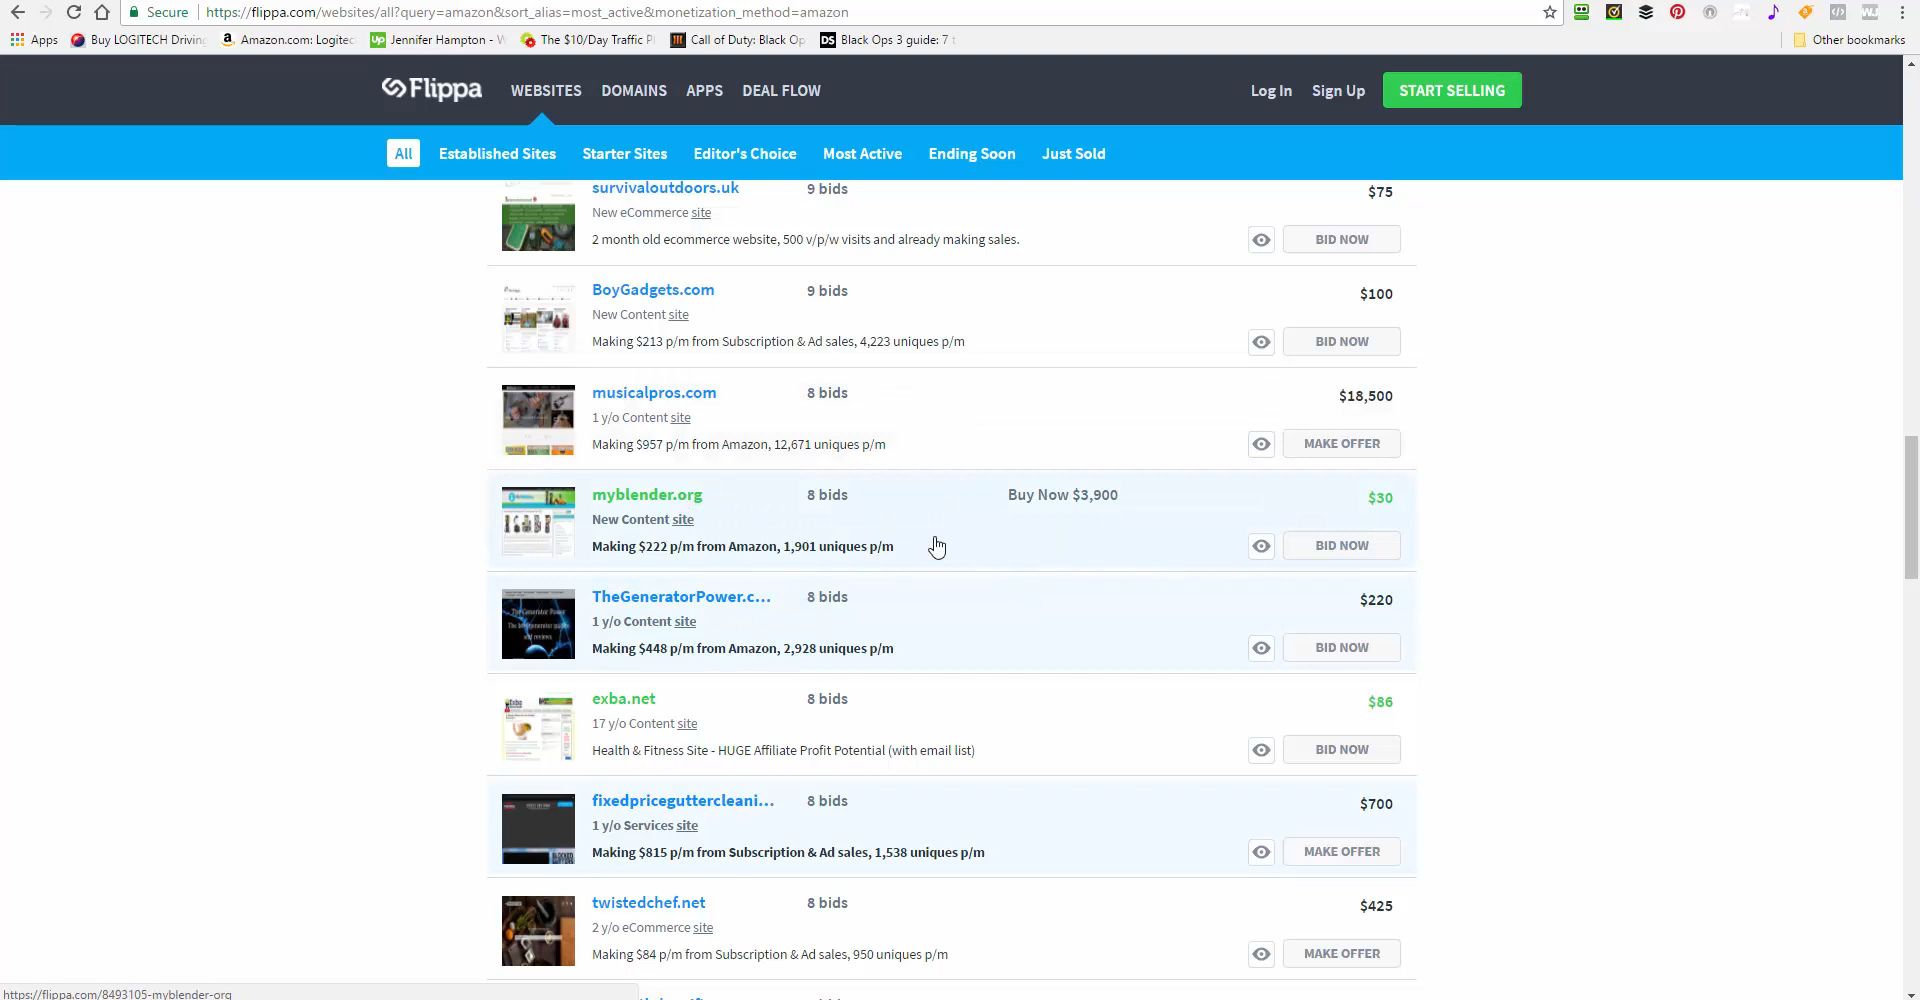 Secure https://flippa.com/websites/all?query=amazon&sort_alias=most_active&monetization_method=amazon
Apps Buy LOGITECH Driving Amazon.com: Logitec Jennifer Hampton - The $10/Day Traffic Call of Duty: Black Op Black Ops 3 guide: 7 Other bookmarks
Flippa WEBSITES DOMAINS APPS DEAL FLOW Log In Sign Up START SELLING
All Established Sites Starter Sites Editor's Choice Most Active Ending Soon Just Sold
survivaloutdoors.uk 9 bids $75
New eCommerce site
2 month old ecommerce website, 500 v/p/w visits and already making sales. BID NOW
BoyGadgets.com 9 bids $100
New Content site
Making $213 p/m from Subscription & Ad sales, 4,223 uniques p/m BID NOW
musicalpros.com 8 bids $18,500
1 y/o Content site
Making $957 p/m from Amazon, 12,671 uniques p/m MAKE OFFER
myblender.org 8 bids Buy Now $3,900 $30
New Content site
Making $222 p/m from Amazon, 1,901 uniques p/m BID NOW
TheGeneratorPower.c... 8 bids $220
1 y/o Content site
Making $448 p/m from Amazon, 2,928 uniques p/m BID NOW
exba.net 8 bids $86
17 y/o Content site
Health & Fitness Site - HUGE Affiliate Profit Potential (with email list) BID NOW
fixedpriceguttercleani... 8 bids $700
1 y/o Services site
Making $815 p/m from Subscription & Ad sales, 1,538 uniques p/m MAKE OFFER
twistedchef.net 8 bids $425
2 y/o eCommerce site
Making $84 p/m from Subscription & Ad sales, 950 uniques p/m MAKE OFFER
https://flippa.com/8493105-myblender-org